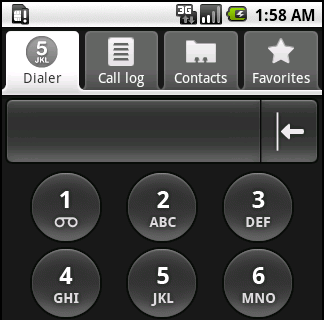 3G 1:58 AM
5
JKL
Dialer Call log Contacts Favorites
1 2 3
ABC DEF
4 5 6
GHI JKL MNO